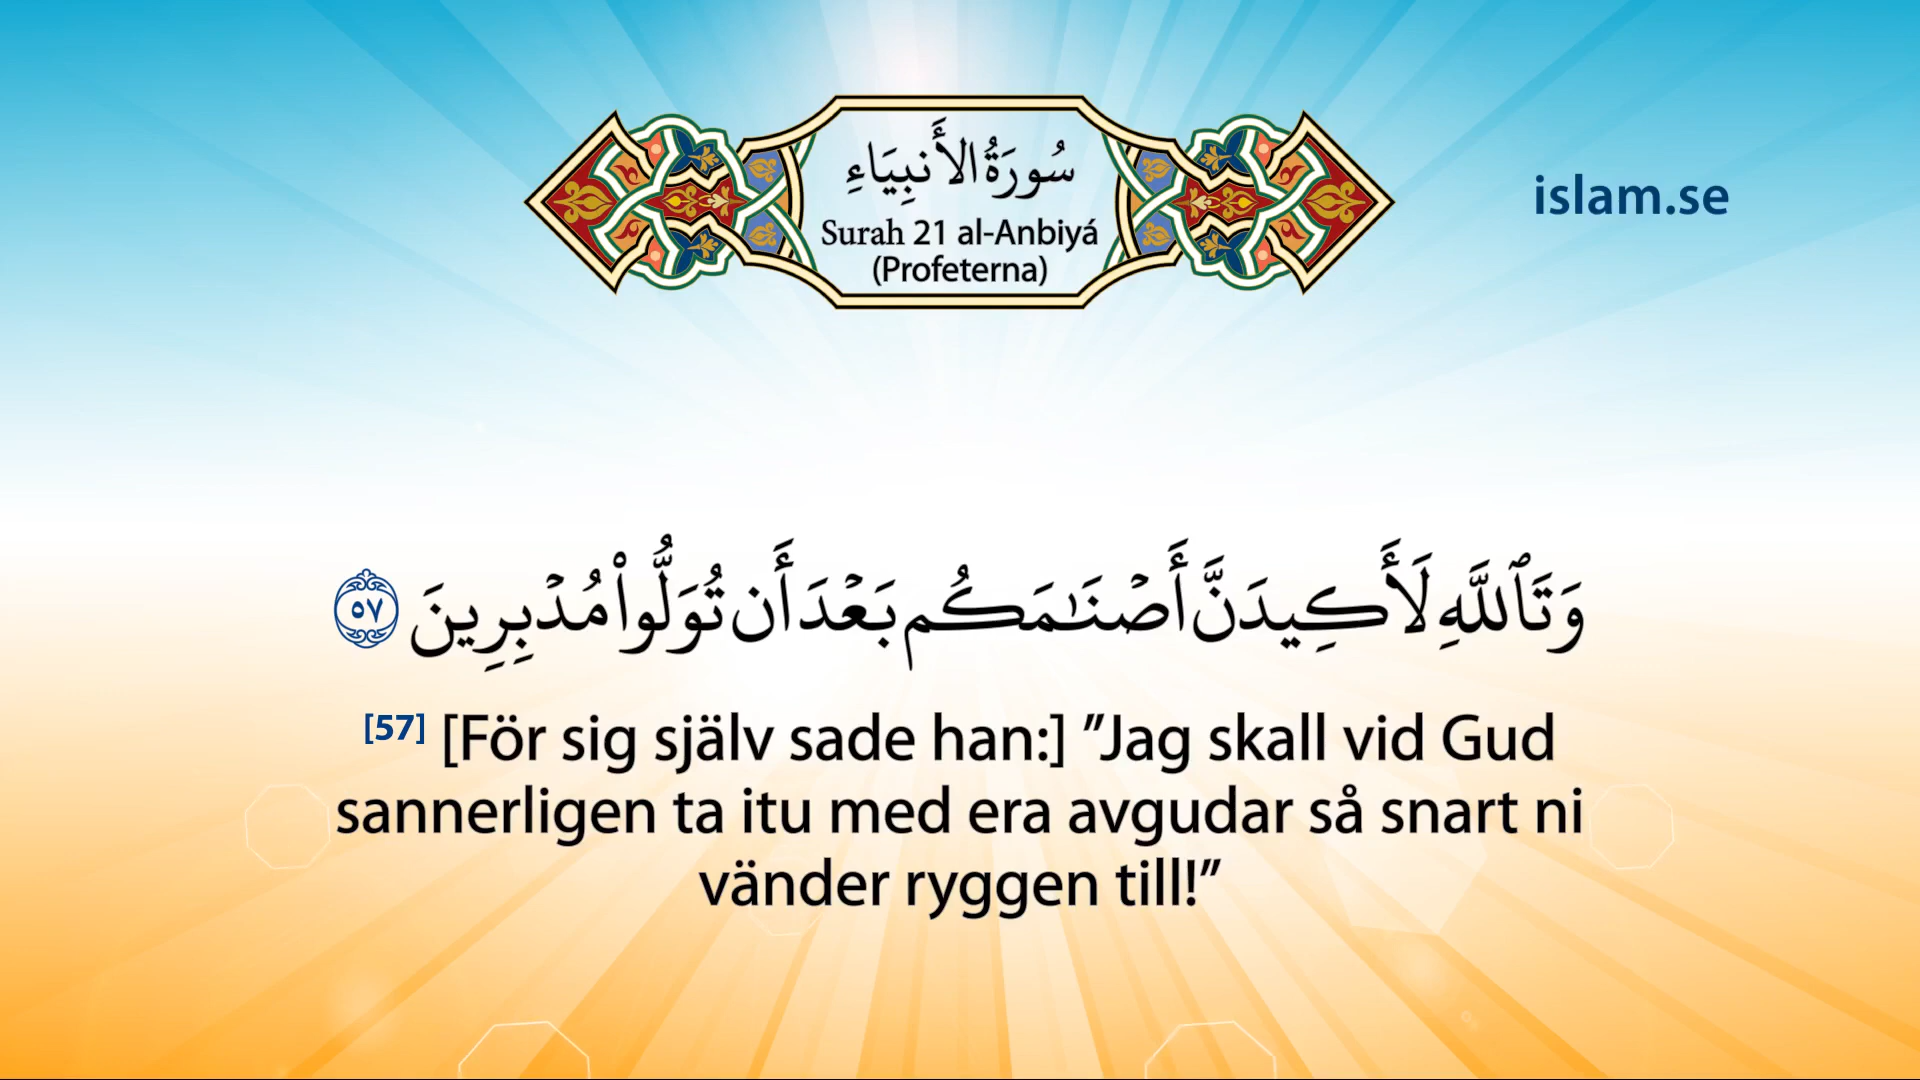 سُورَةُ الأَنبِيَاءِ
Surah 21 al-Anbiyá
(Profeterna)
islam.se
وَتَٱللَّهِ لَأَكِيدَنَّ أَصْنَـٰمَكُم بَعْدَ أَن تُوَلُّوا۟ مُدْبِرِينَ ٥٧
[57] [För sig själv sade han:] ”Jag skall vid Gud
sannerligen ta itu med era avgudar så snart ni
vänder ryggen till!”